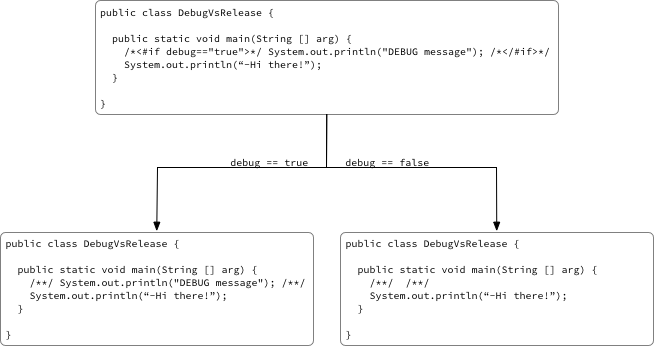 public class DebugVsRelease {
public static void main(String [] arg) {
/*<#if debug=="true">*/ System.out.println("DEBUG message"); /*</#if>*/
System.out.println(“-Hi there!”);
}
}
debug == true
debug == false
public class DebugVsRelease {
public static void main(String [] arg) {
/**/ System.out.println("DEBUG message"); /**/
System.out.println(“-Hi there!”);
}
}
public class DebugVsRelease {
public static void main(String [] arg) {
/**/  /**/
System.out.println(“-Hi there!”);
}
}